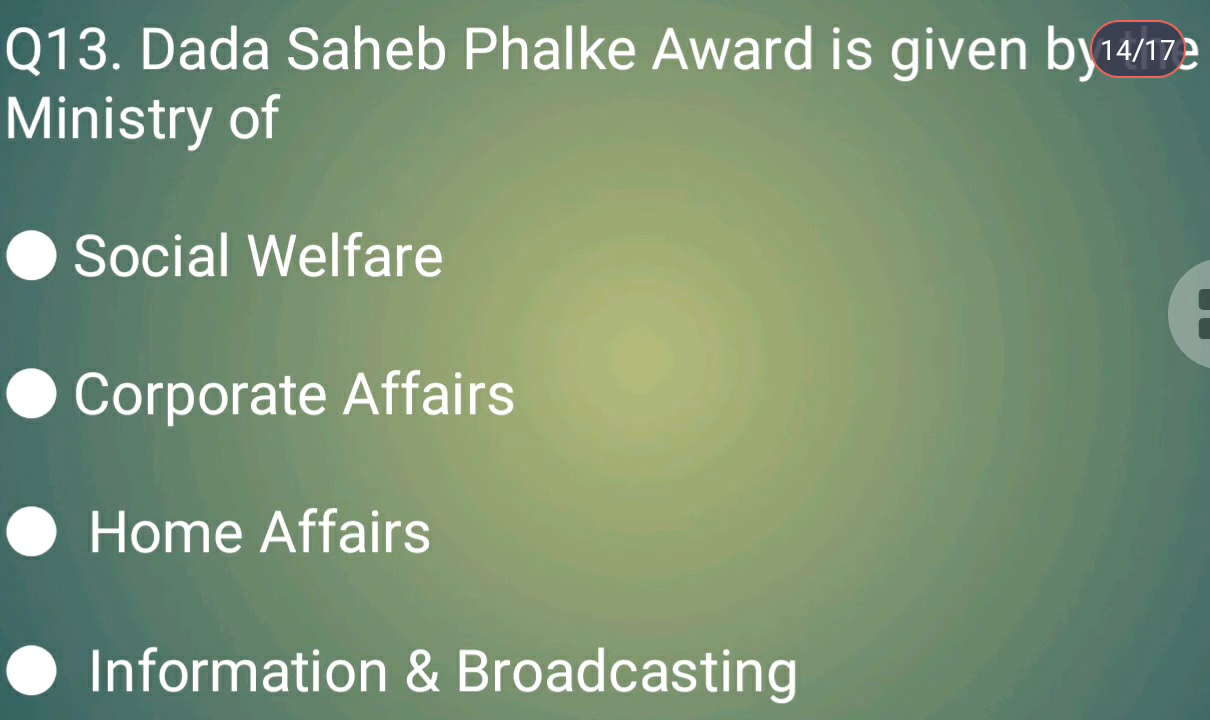 Q13. Dada Saheb Phalke Award is given by the
14/17
Ministry of
Social Welfare
Corporate Affairs
Home Affairs
Information & Broadcasting